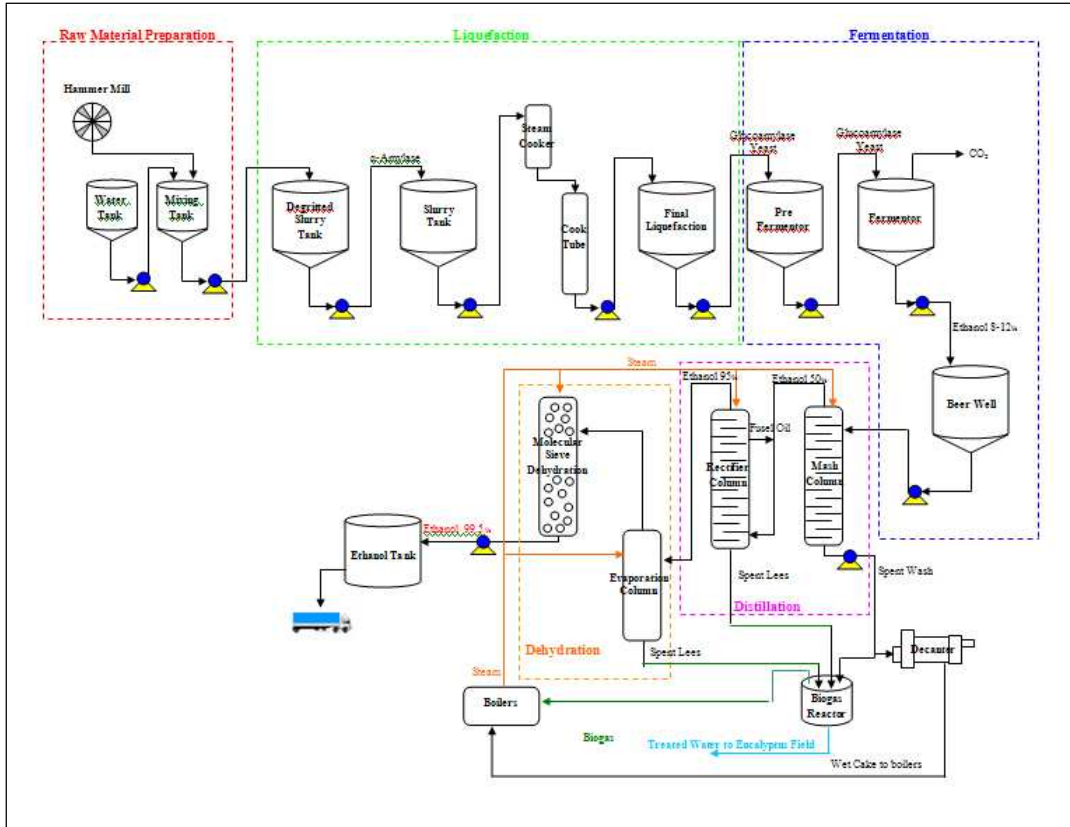 Raw Material Preparation
Liquefaction
Fermentation
Hammer Mill
Water
Tank
Mixing
Tank
Degritted
Slurry
Tank
α-Amylase
Slurry
Tank
Steam
Cooker
Cook
Tube
Final
Liquefaction
Glucoamylase
Yeast
Pre
Fermentor
Glucoamylase
Yeast
Fermentor
CO₂
Ethanol 8-12%
Beer Well
Steam
Ethanol 95%
Ethanol 50%
Fusel Oil
Molecular
Sieve
Dehydration
Rectifier
Column
Mash
Column
Ethanol 99.5%
Ethanol Tank
Evaporation
Column
Spent Lees
Spent Wash
Distillation
Dehydration
Spent Lees
Decanter
Steam
Boilers
Biogas
Reactor
Biogas
Treated Water to Eucalyptus Field
Wet Cake to boilers